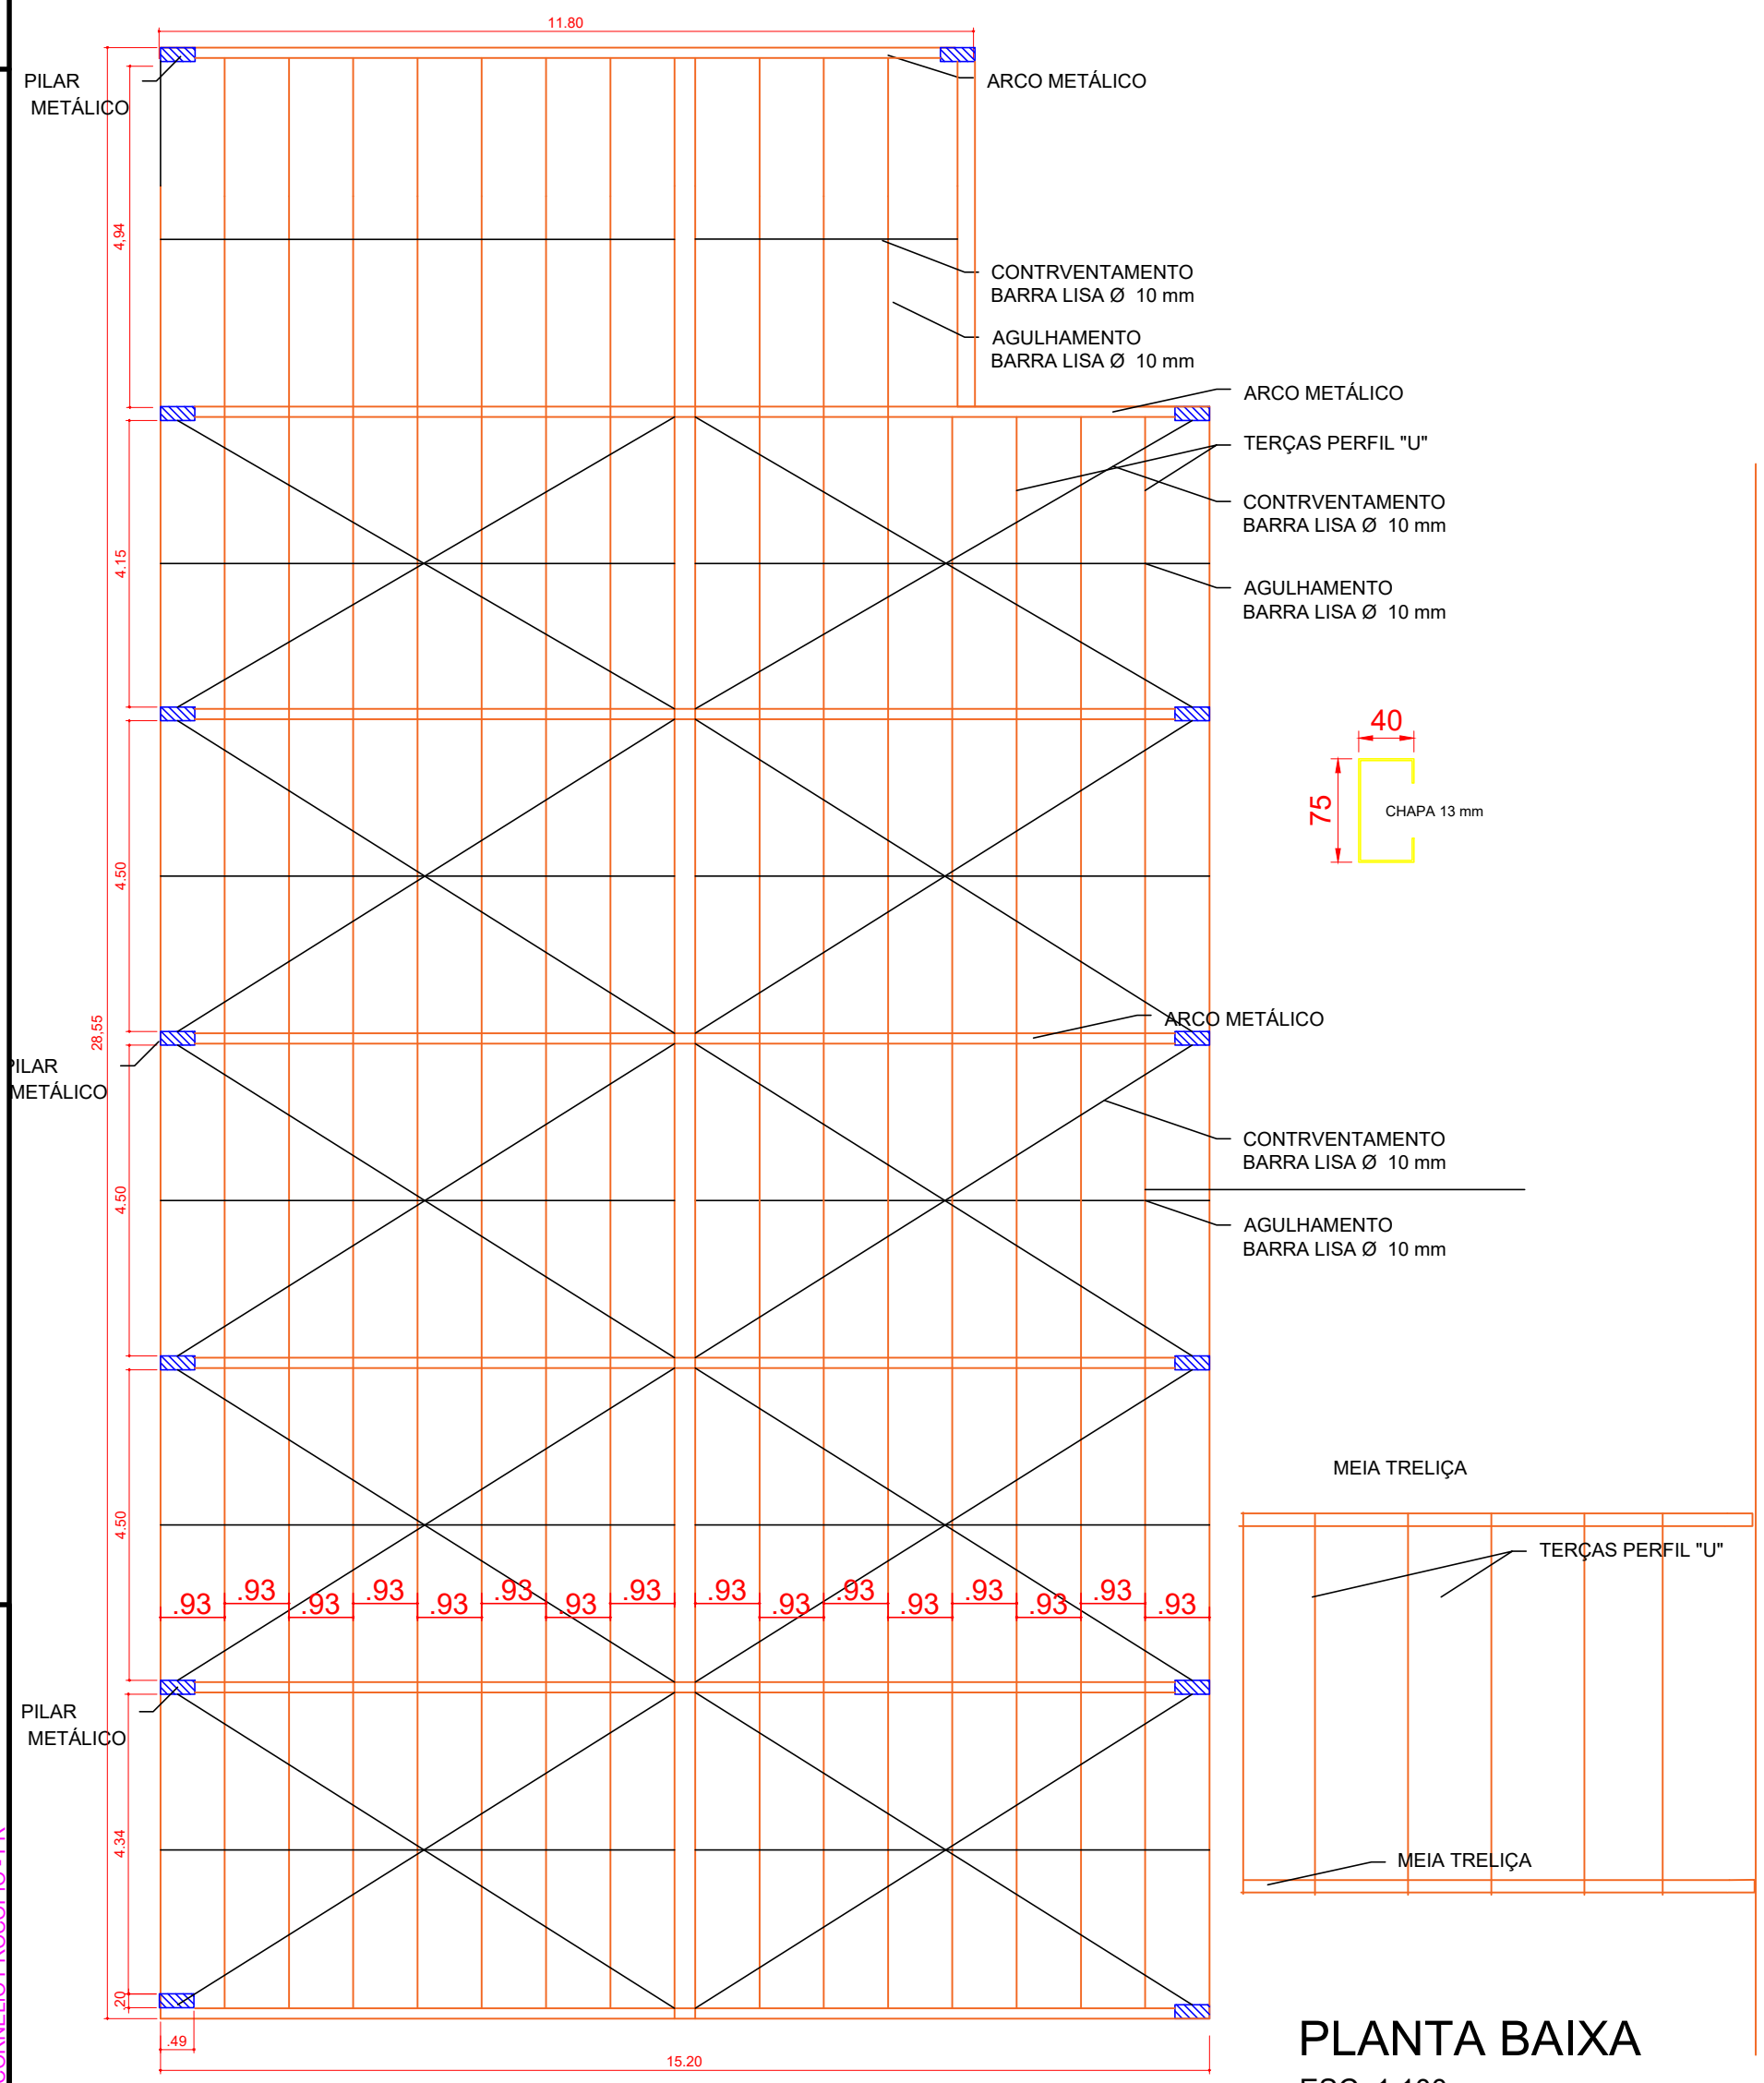 11.80
PILAR
METÁLICO
ARCO METÁLICO
4,94
CONTRVENTAMENTO
BARRA LISA Ø 10 mm
AGULHAMENTO
BARRA LISA Ø 10 mm
ARCO METÁLICO
TERÇAS PERFIL "U"
CONTRVENTAMENTO
BARRA LISA Ø 10 mm
4.15
AGULHAMENTO
BARRA LISA Ø 10 mm
40
75
CHAPA 13 mm
4.50
28,55
ARCO METÁLICO
PILAR
METÁLICO
CONTRVENTAMENTO
BARRA LISA Ø 10 mm
4.50
AGULHAMENTO
BARRA LISA Ø 10 mm
MEIA TRELIÇA
4.50
TERÇAS PERFIL "U"
.93 .93 .93 .93 .93 .93 .93 .93 .93 .93 .93 .93 .93 .93 .93 .93
PILAR
METÁLICO
4.34
MEIA TRELIÇA
.20
.49
15.20
PLANTA BAIXA